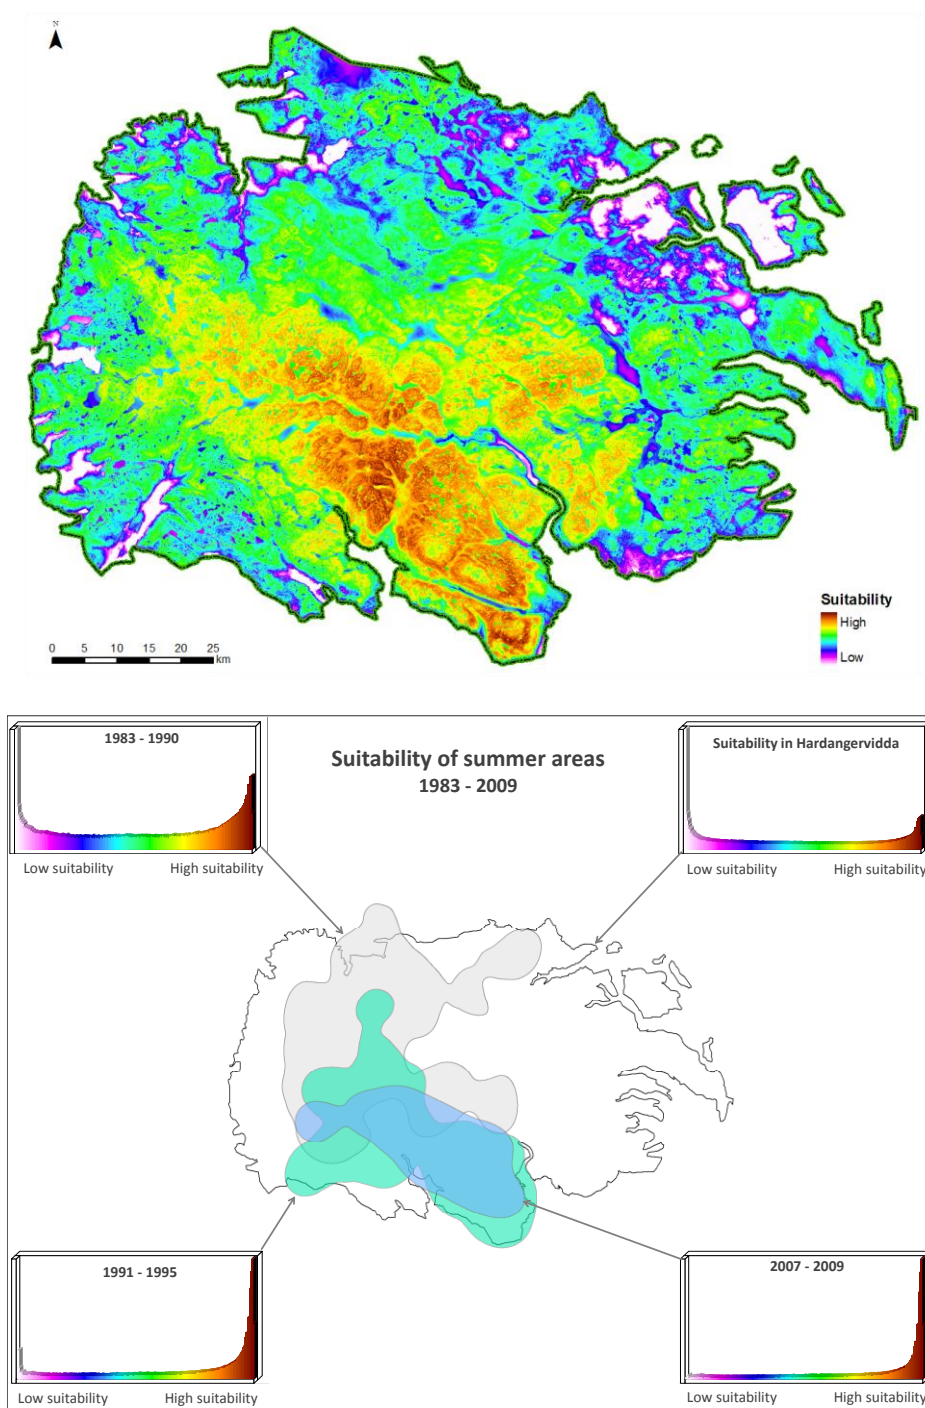 N
Suitability
High
Low
0 5 10 15 20 25
km
1983 - 1990
Low suitability High suitability
Suitability of summer areas
1983 - 2009
Suitability in Hardangervidda
Low suitability High suitability
1991 - 1995
Low suitability High suitability
2007 - 2009
Low suitability High suitability